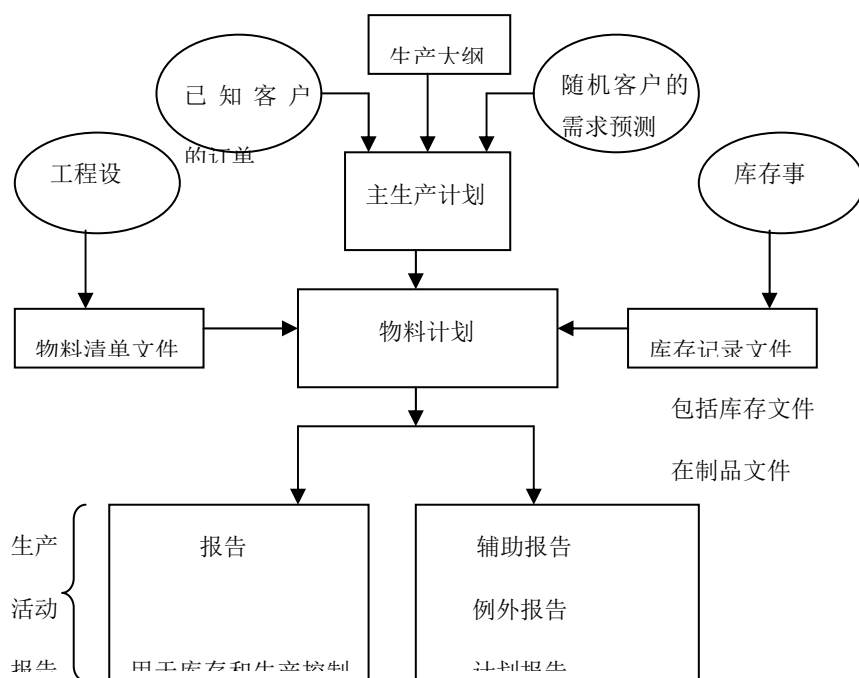 生产大纲
已知客户
的订单
随机客户的
需求预测
工程设
主生产计划
库存事
物料清单文件
物料计划
库存记录文件
包括库存文件
在制品文件
生产
活动
报告
报告
用于库存和生产控制
辅助报告
例外报告
计划报告